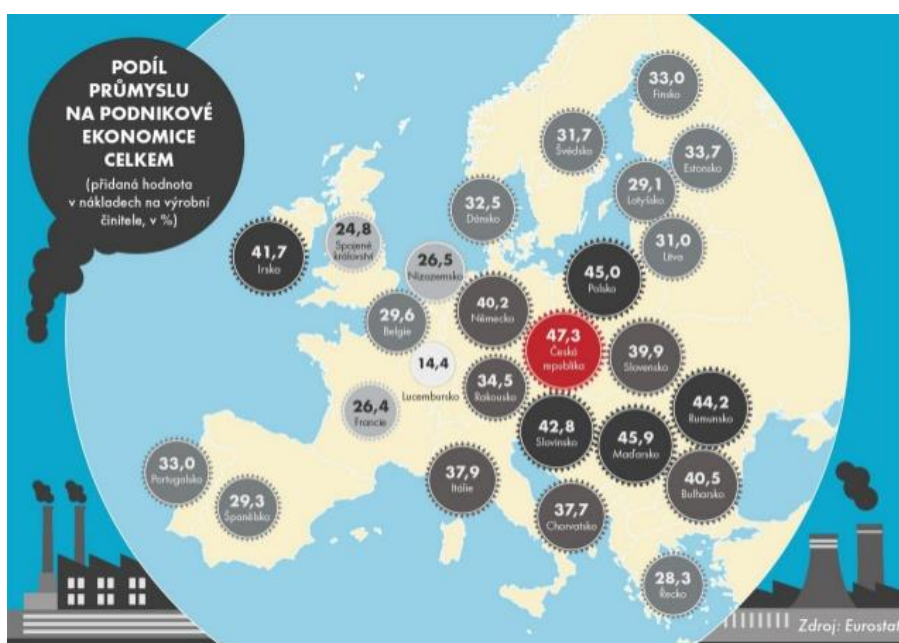 PODÍL
PRŮMYSLU
NA PODNIKOVÉ
EKONOMICE
CELKEM
(přidaná hodnota
v nákladech na výrobní
činitele, v %)
33,0
Finsko
31,7
Švédsko
33,7
Estonsko
29,1
Lotyšsko
32,5
Dánsko
31,0
Litva
24,8
Spojené
království
41,7
Irsko
26,5
Nizozemsko
45,0
Polsko
40,2
Německo
29,6
Belgie
47,3
Česká
republika
39,9
Slovensko
14,4
Lucembursko
34,5
Rakousko
26,4
Francie
44,2
Rumunsko
42,8
Slovinsko
45,9
Maďarsko
33,0
Portugalsko
29,3
Španělsko
37,9
Itálie
40,5
Bulharsko
37,7
Chorvatsko
28,3
Řecko
Zdroj: Eurostat